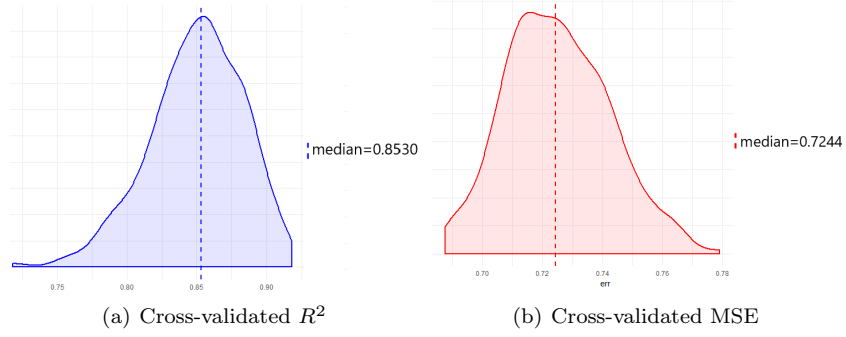 median=0.8530
median=0.7244
0.75 0.80 0.85 0.90
0.70 0.72 0.74 0.76 0.78
err
(a) Cross-validated R²
(b) Cross-validated MSE